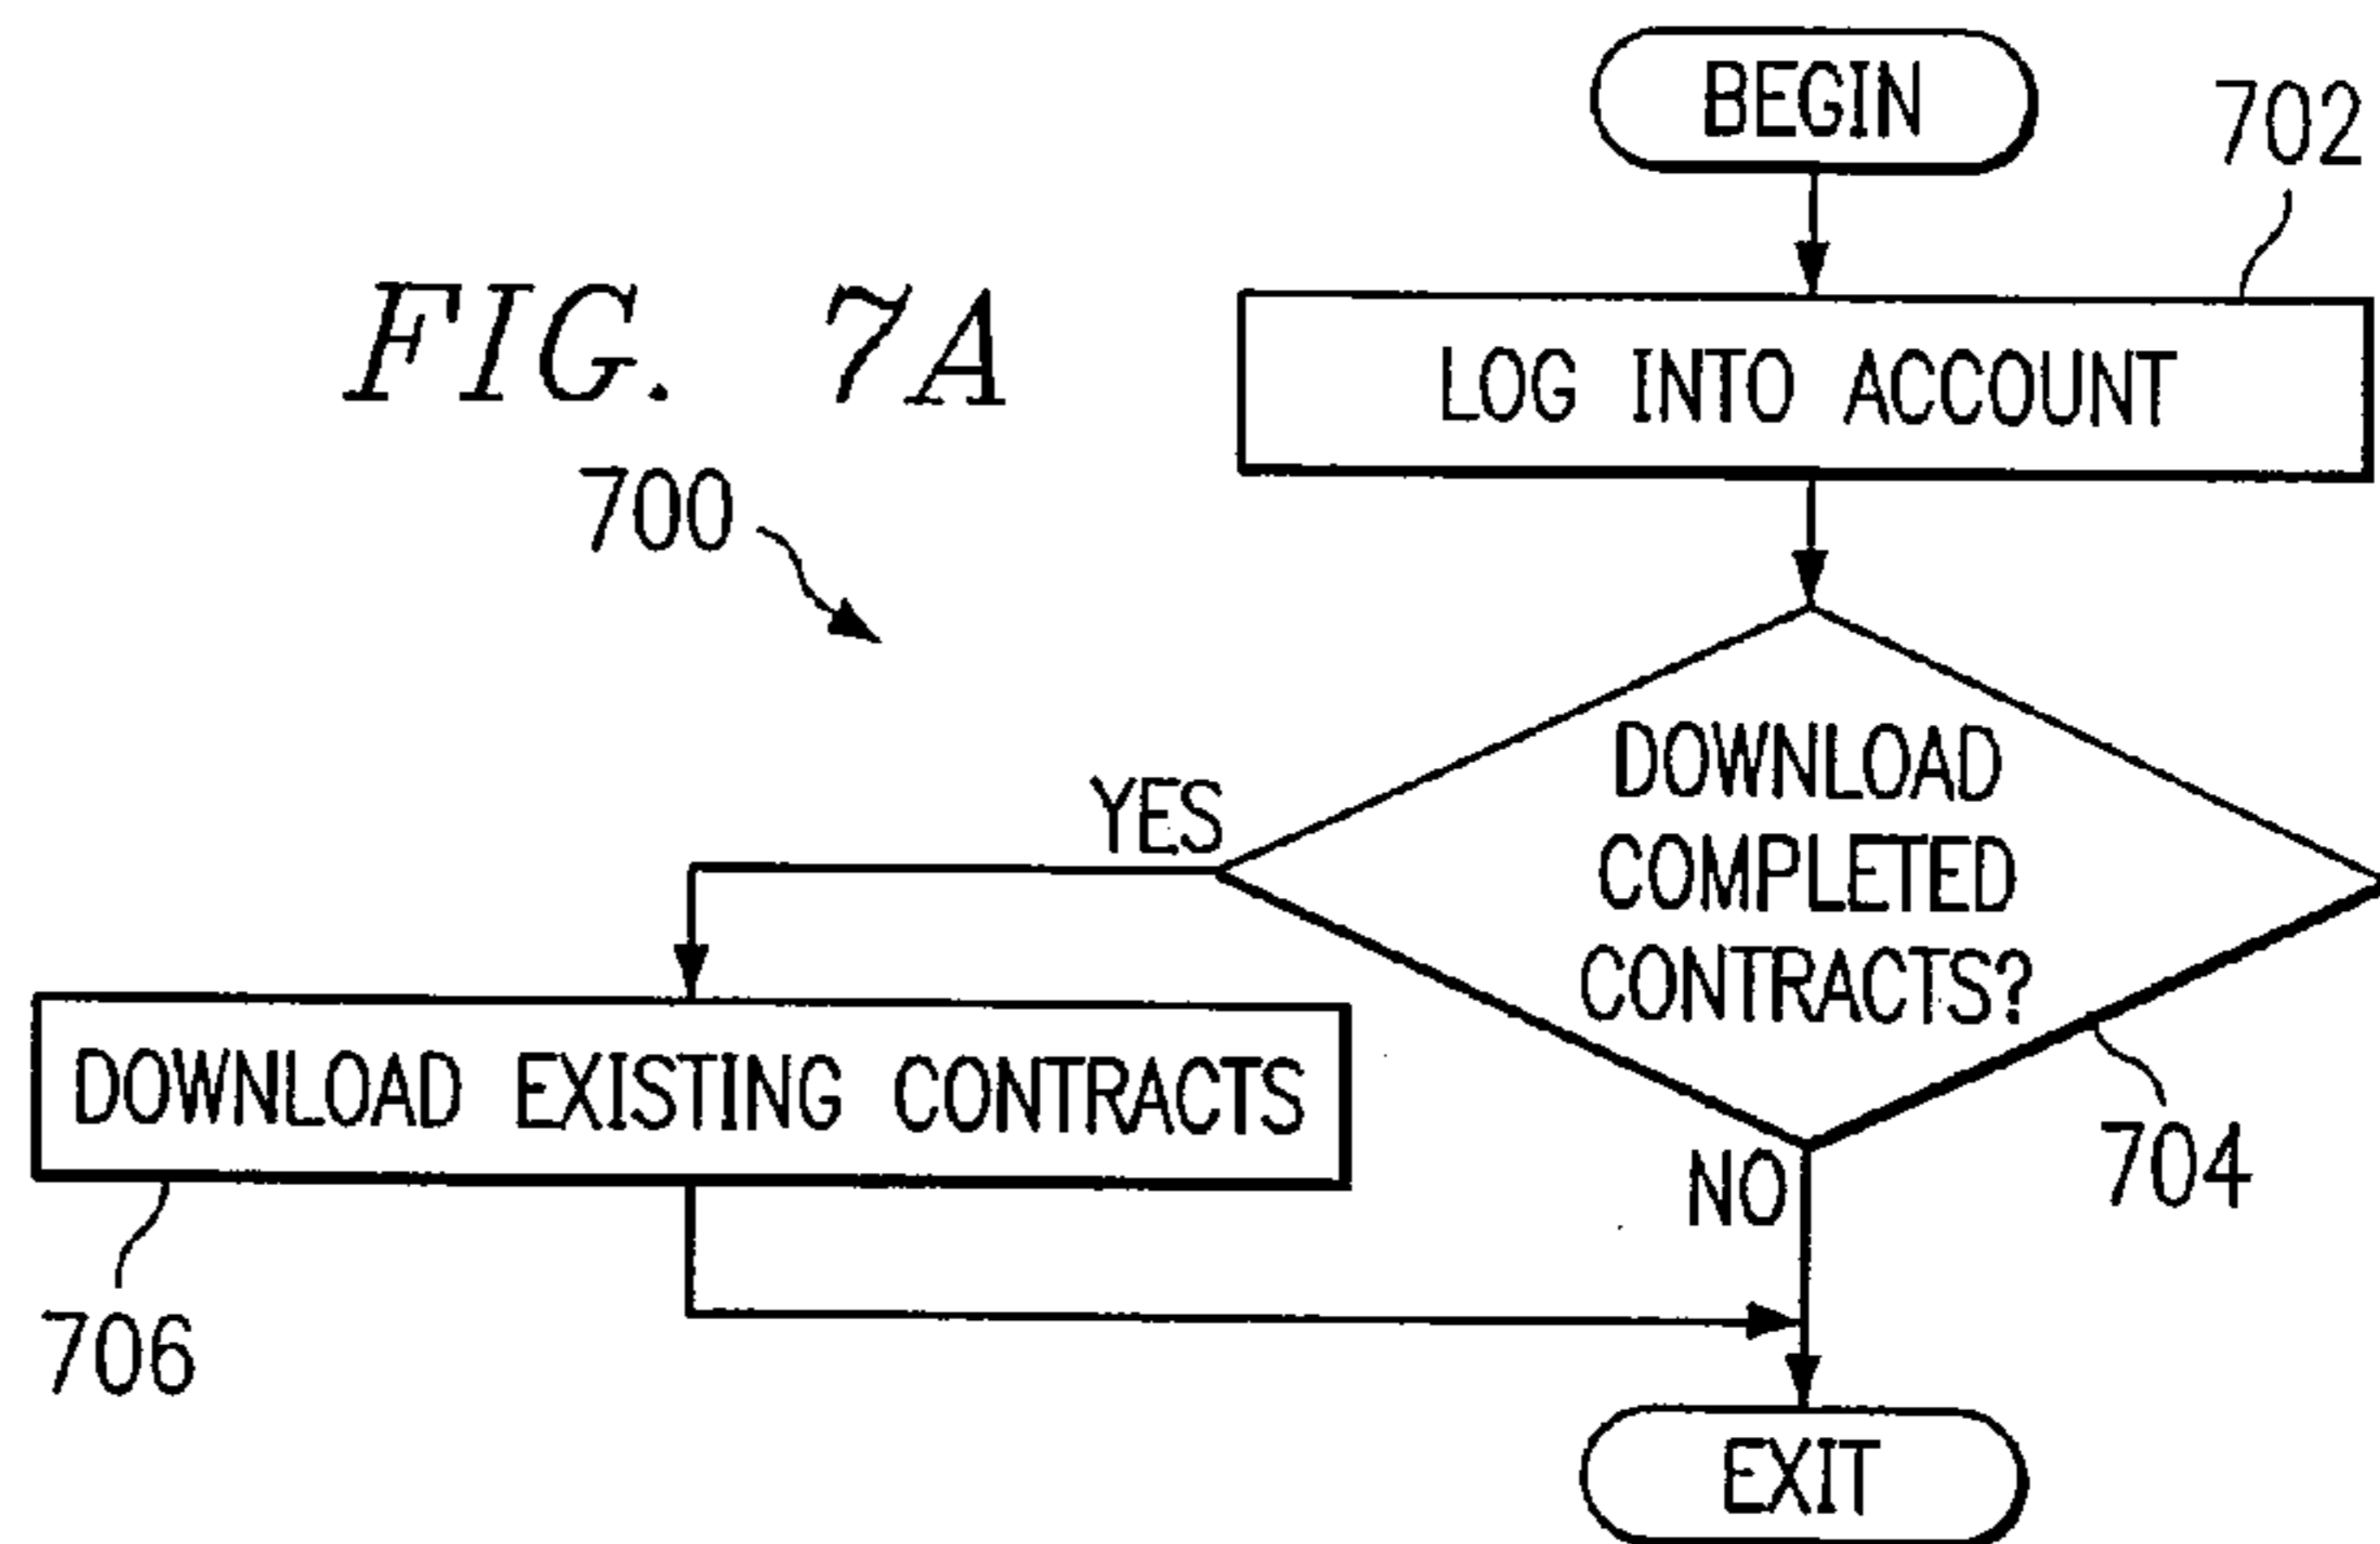 BEGIN
702
FIG. 7A
LOG INTO ACCOUNT
700
DOWNLOAD
COMPLETED
CONTRACTS?
YES
DOWNLOAD EXISTING CONTRACTS
704
NO
706
EXIT